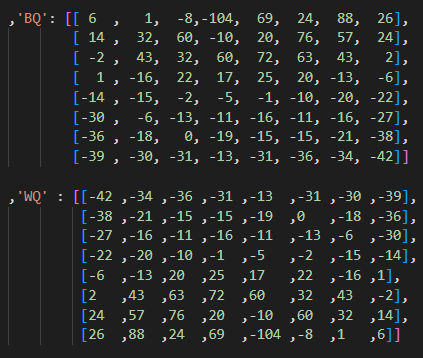 ,'BQ': [[ 6 , 1, -8,-104, 69, 24, 88, 26],
[ 14 , 32, 60, -10, 20, 76, 57, 24],
[ -2 , 43, 32, 60, 72, 63, 43, 2],
[ 1 , -16, 22, 17, 25, 20, -13, -6],
[-14 , -15, -2, -5, -1, -10, -20, -22],
[-30 , -6, -13, -11, -16, -11, -16, -27],
[-36 , -18, 0, -19, -15, -15, -21, -38],
[-39 , -30, -31, -13, -31, -36, -34, -42]]
,'WQ' : [[-42 ,-34 ,-36 ,-31 ,-13 ,-31 ,-30 ,-39],
[-38 ,-21 ,-15 ,-15 ,-19 ,0 ,-18 ,-36],
[-27 ,-16 ,-11 ,-16 ,-11 ,-13 ,-6 ,-30],
[-22 ,-20 ,-10 ,-1 ,-5 ,-2 ,-15 ,-14],
[-6 ,-13 ,20 ,25 ,17 ,22 ,-16 ,1],
[2 ,43 ,63 ,72 ,60 ,32 ,43 ,-2],
[24 ,57 ,76 ,20 ,-10 ,60 ,32 ,14],
[26 ,88 ,24 ,69 ,-104 ,-8 ,1 ,6]]